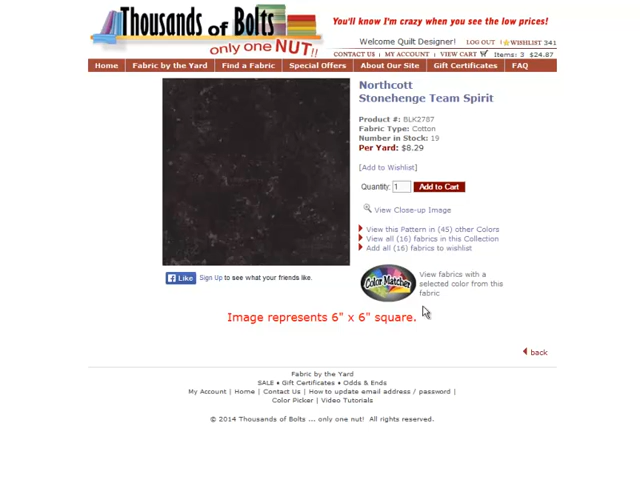 Thousands of Bolts
only one NUT!!
You'll know I'm crazy when you see the low prices!
Welcome Quilt Designer! LOG OUT WISHLIST 341
CONTACT US | MY ACCOUNT | VIEW CART Items: 3 $24.87
Home Fabric by the Yard Find a Fabric Special Offers About Our Site Gift Certificates FAQ
Northcott
Stonehenge Team Spirit
Product #: BLK2787
Fabric Type: Cotton
Number in Stock: 19
Per Yard: $8.29
[Add to Wishlist]
Quantity: 1 Add to Cart
View Close-up Image
View this Pattern in (45) other Colors
View all (16) fabrics in this Collection
Add all (16) fabrics to wishlist
Like Sign Up to see what your friends like.
Color Matcher
View fabrics with a
selected color from this
fabric
Image represents 6" x 6" square.
back
Fabric by the Yard
SALE • Gift Certificates • Odds & Ends
My Account | Home | Contact Us | How to update email address / password |
Color Picker | Video Tutorials
© 2014 Thousands of Bolts ... only one nut! All rights reserved.